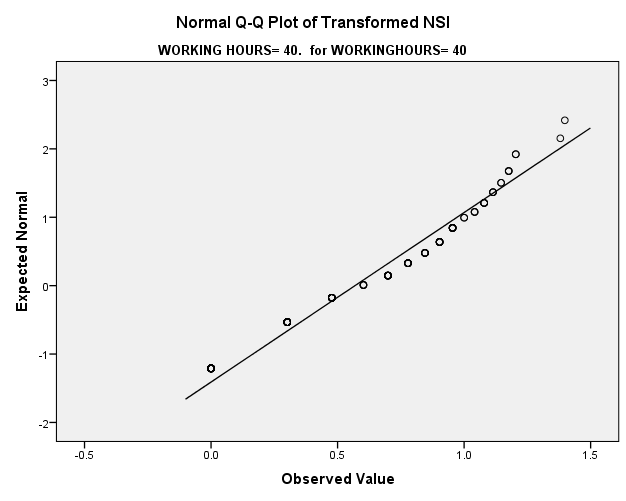 Normal Q-Q Plot of Transformed NSI
WORKING HOURS= 40.  for WORKINGHOURS= 40
Expected Normal
3
2
1
0
-1
-2
-0.5 0.0 0.5 1.0 1.5
Observed Value